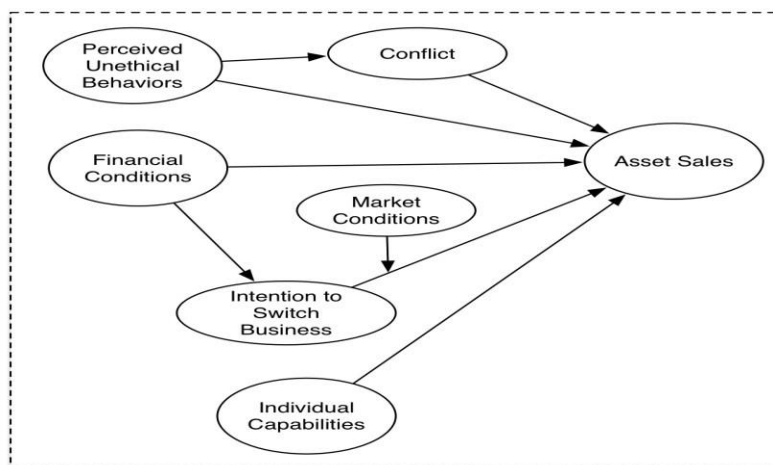 Perceived
Unethical
Behaviors
Conflict
Financial
Conditions
Asset Sales
Market
Conditions
Intention to
Switch
Business
Individual
Capabilities